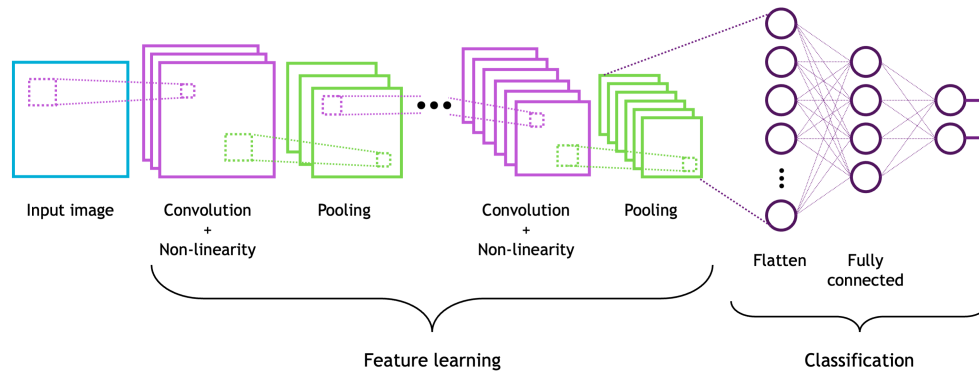 Input image
Convolution
+
Non-linearity
Pooling
Convolution
+
Non-linearity
Pooling
Flatten
Fully
connected
Feature learning
Classification